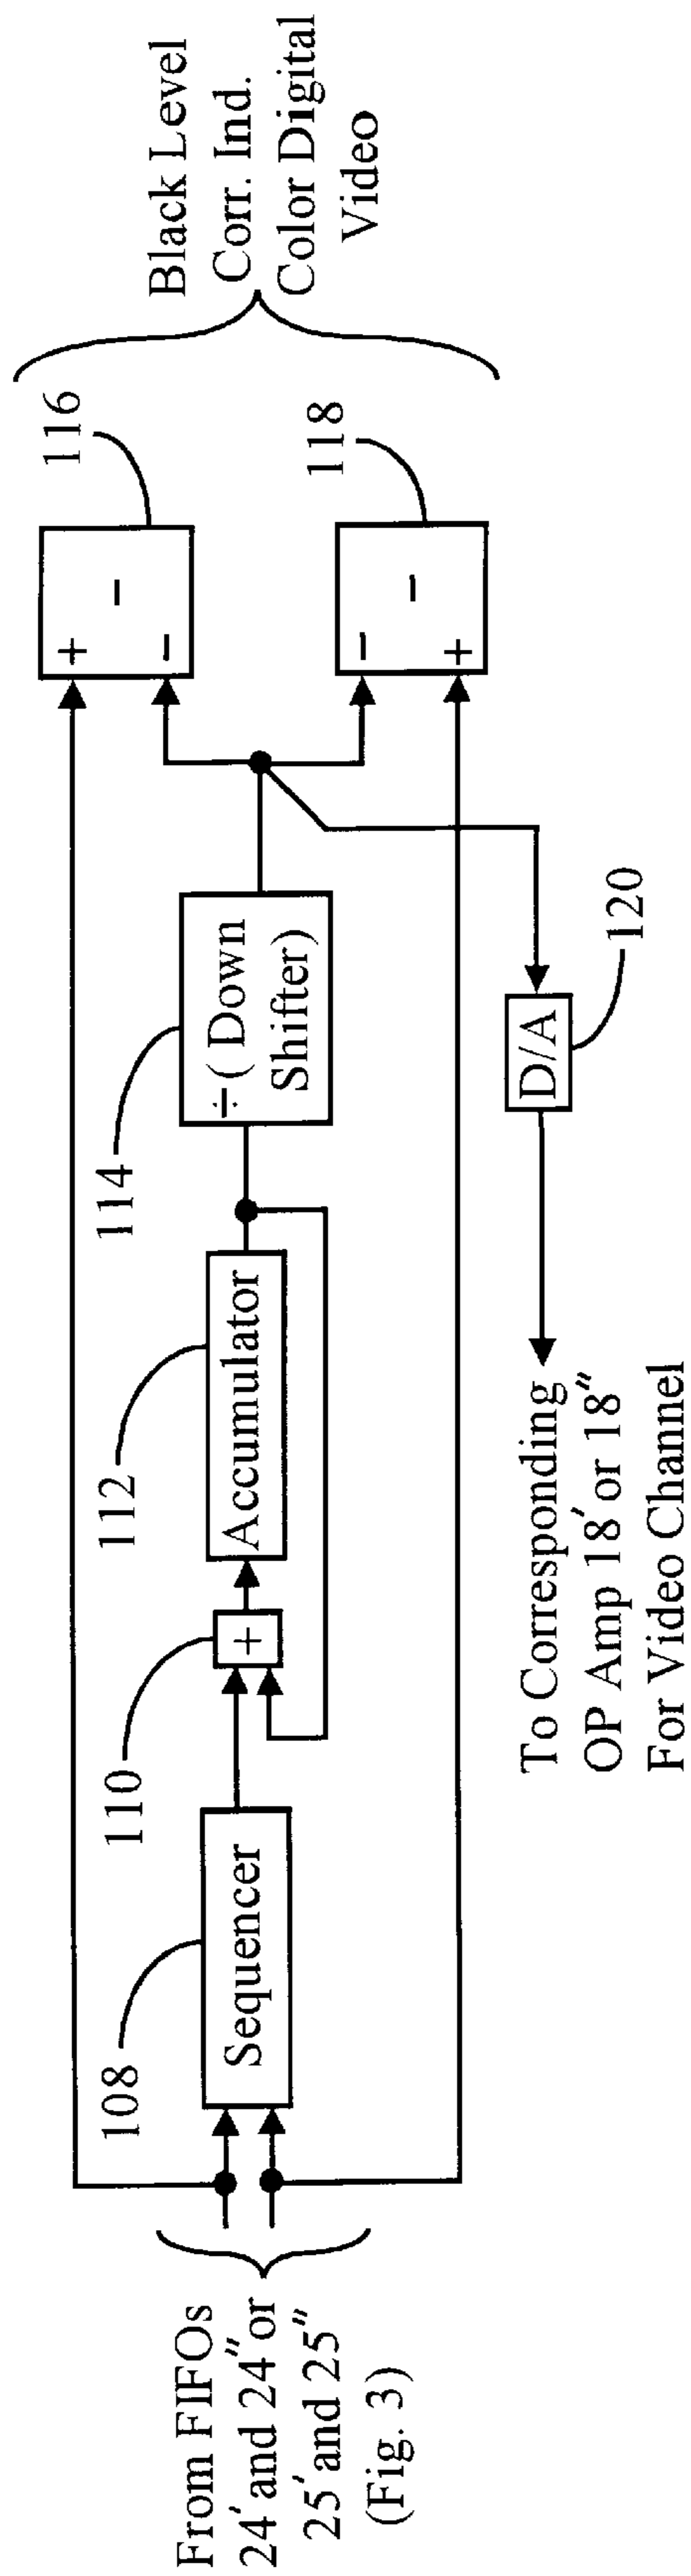 From FIFOs
24' and 24" or
25' and 25"
(Fig. 3)
108
Sequencer
110
+
112
Accumulator
114
÷( Down
Shifter)
116
+
-
-
118
-
-
+
Black Level
Corr. Ind.
Color Digital
Video
D/A
120
To Corresponding
OP Amp 18' or 18"
For Video Channel